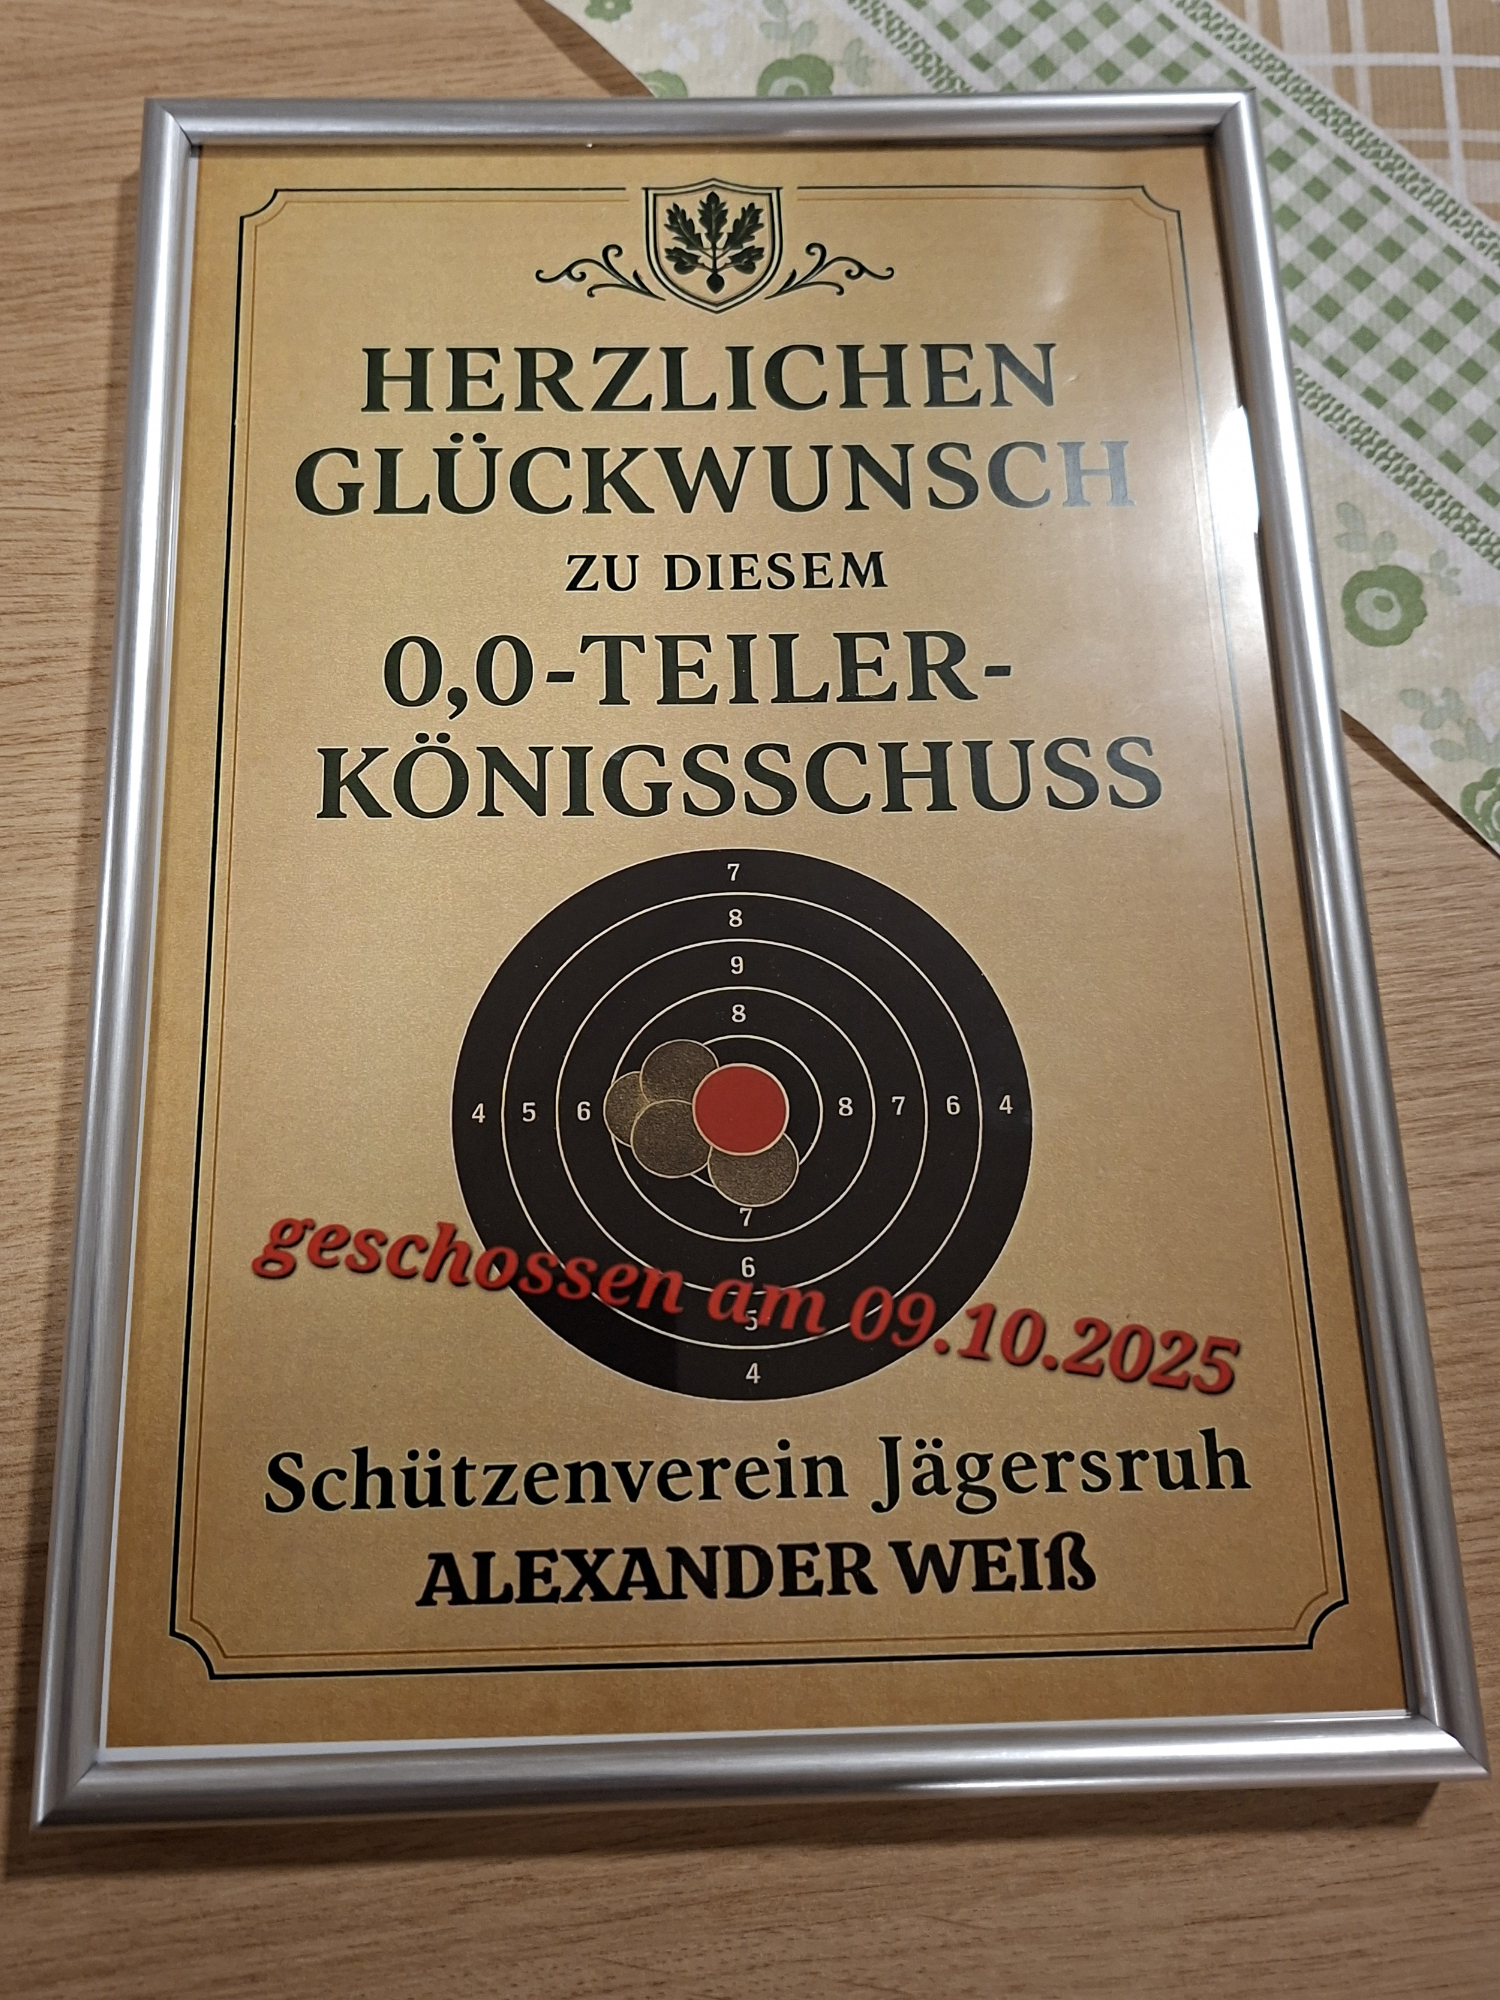 HERZLICHEN
GLÜCKWUNSCH
ZU DIESEM
0,0-TEILER-
KÖNIGSSCHUSS
7
8
9
8
4 5 6 8 7 6 4
7
6
5
4
geschossen am 09.10.2025
Schützenverein Jägersruh
ALEXANDER WEIß